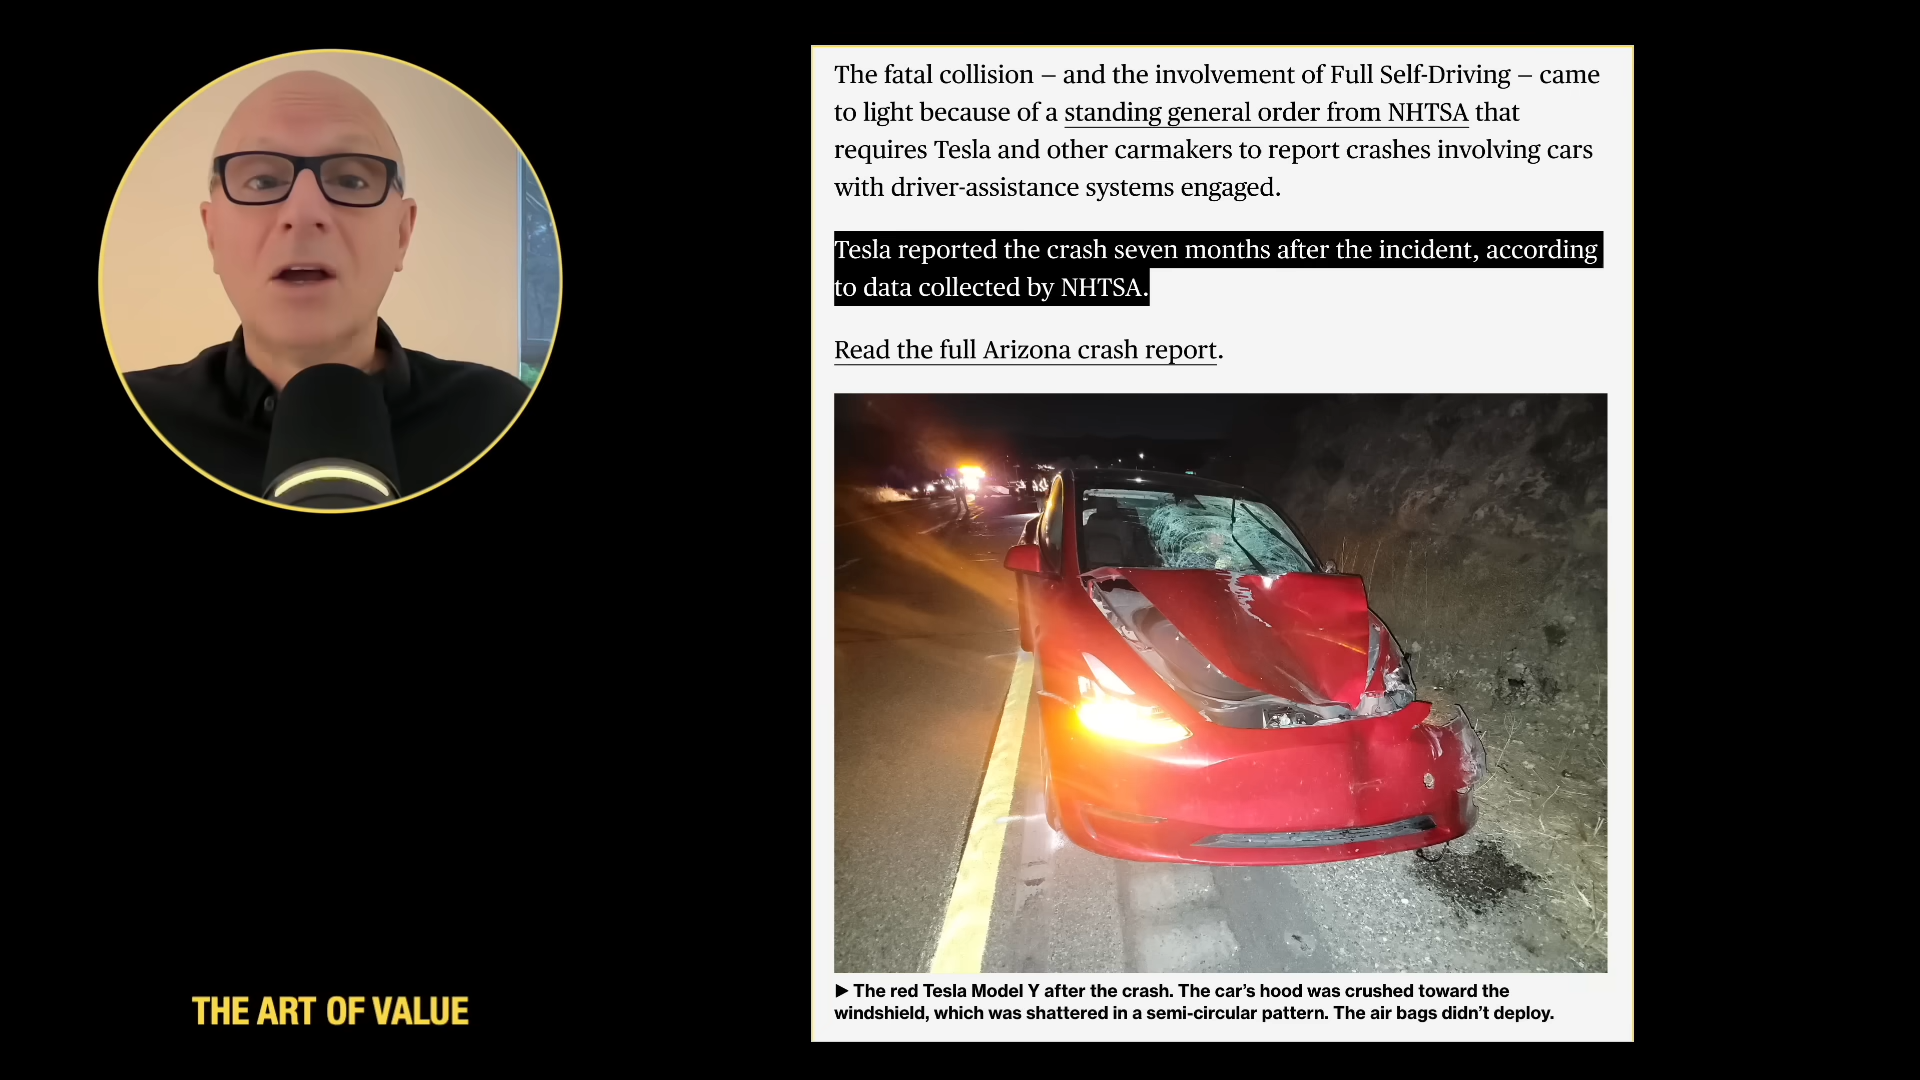 The fatal collision – and the involvement of Full Self-Driving – came
to light because of a standing general order from NHTSA that
requires Tesla and other carmakers to report crashes involving cars
with driver-assistance systems engaged.
Tesla reported the crash seven months after the incident, according
to data collected by NHTSA.
Read the full Arizona crash report.
▶ The red Tesla Model Y after the crash. The car’s hood was crushed toward the
windshield, which was shattered in a semi-circular pattern. The air bags didn’t deploy.
THE ART OF VALUE